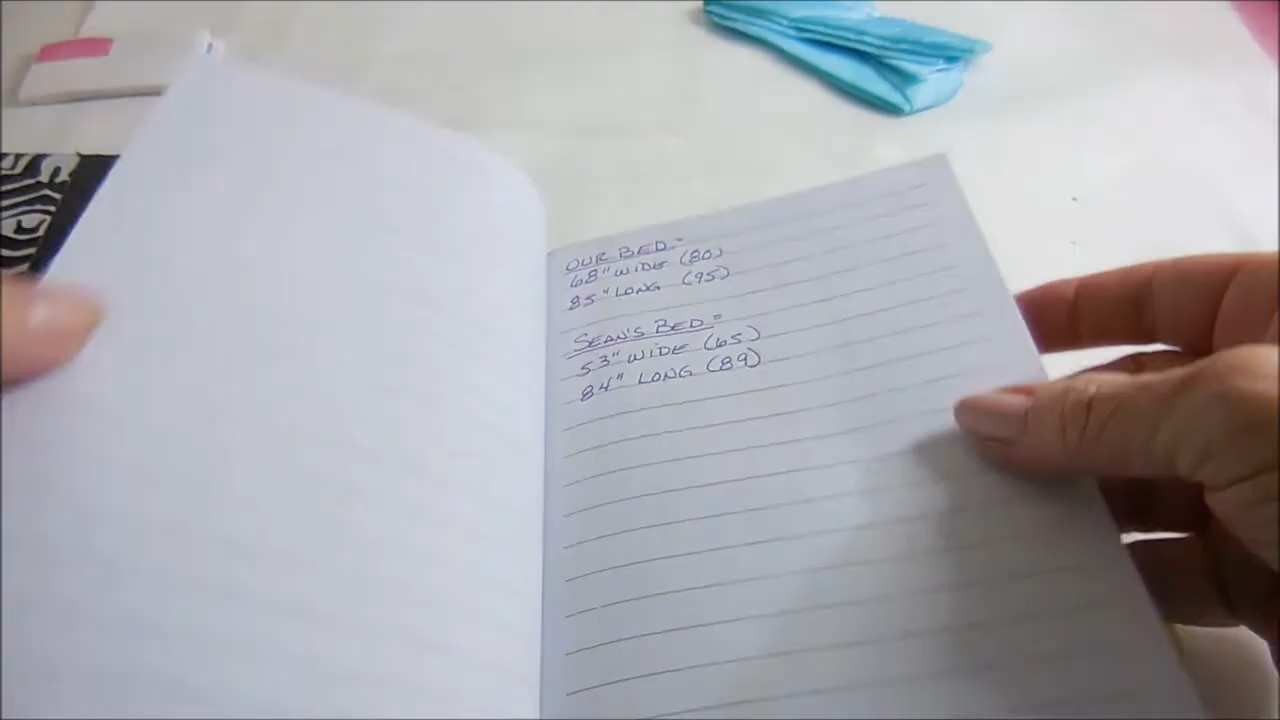 OUR BED=
68" WIDE (80)
85" LONG (95)
SEAN'S BED=
53" WIDE (65)
84" LONG (89)